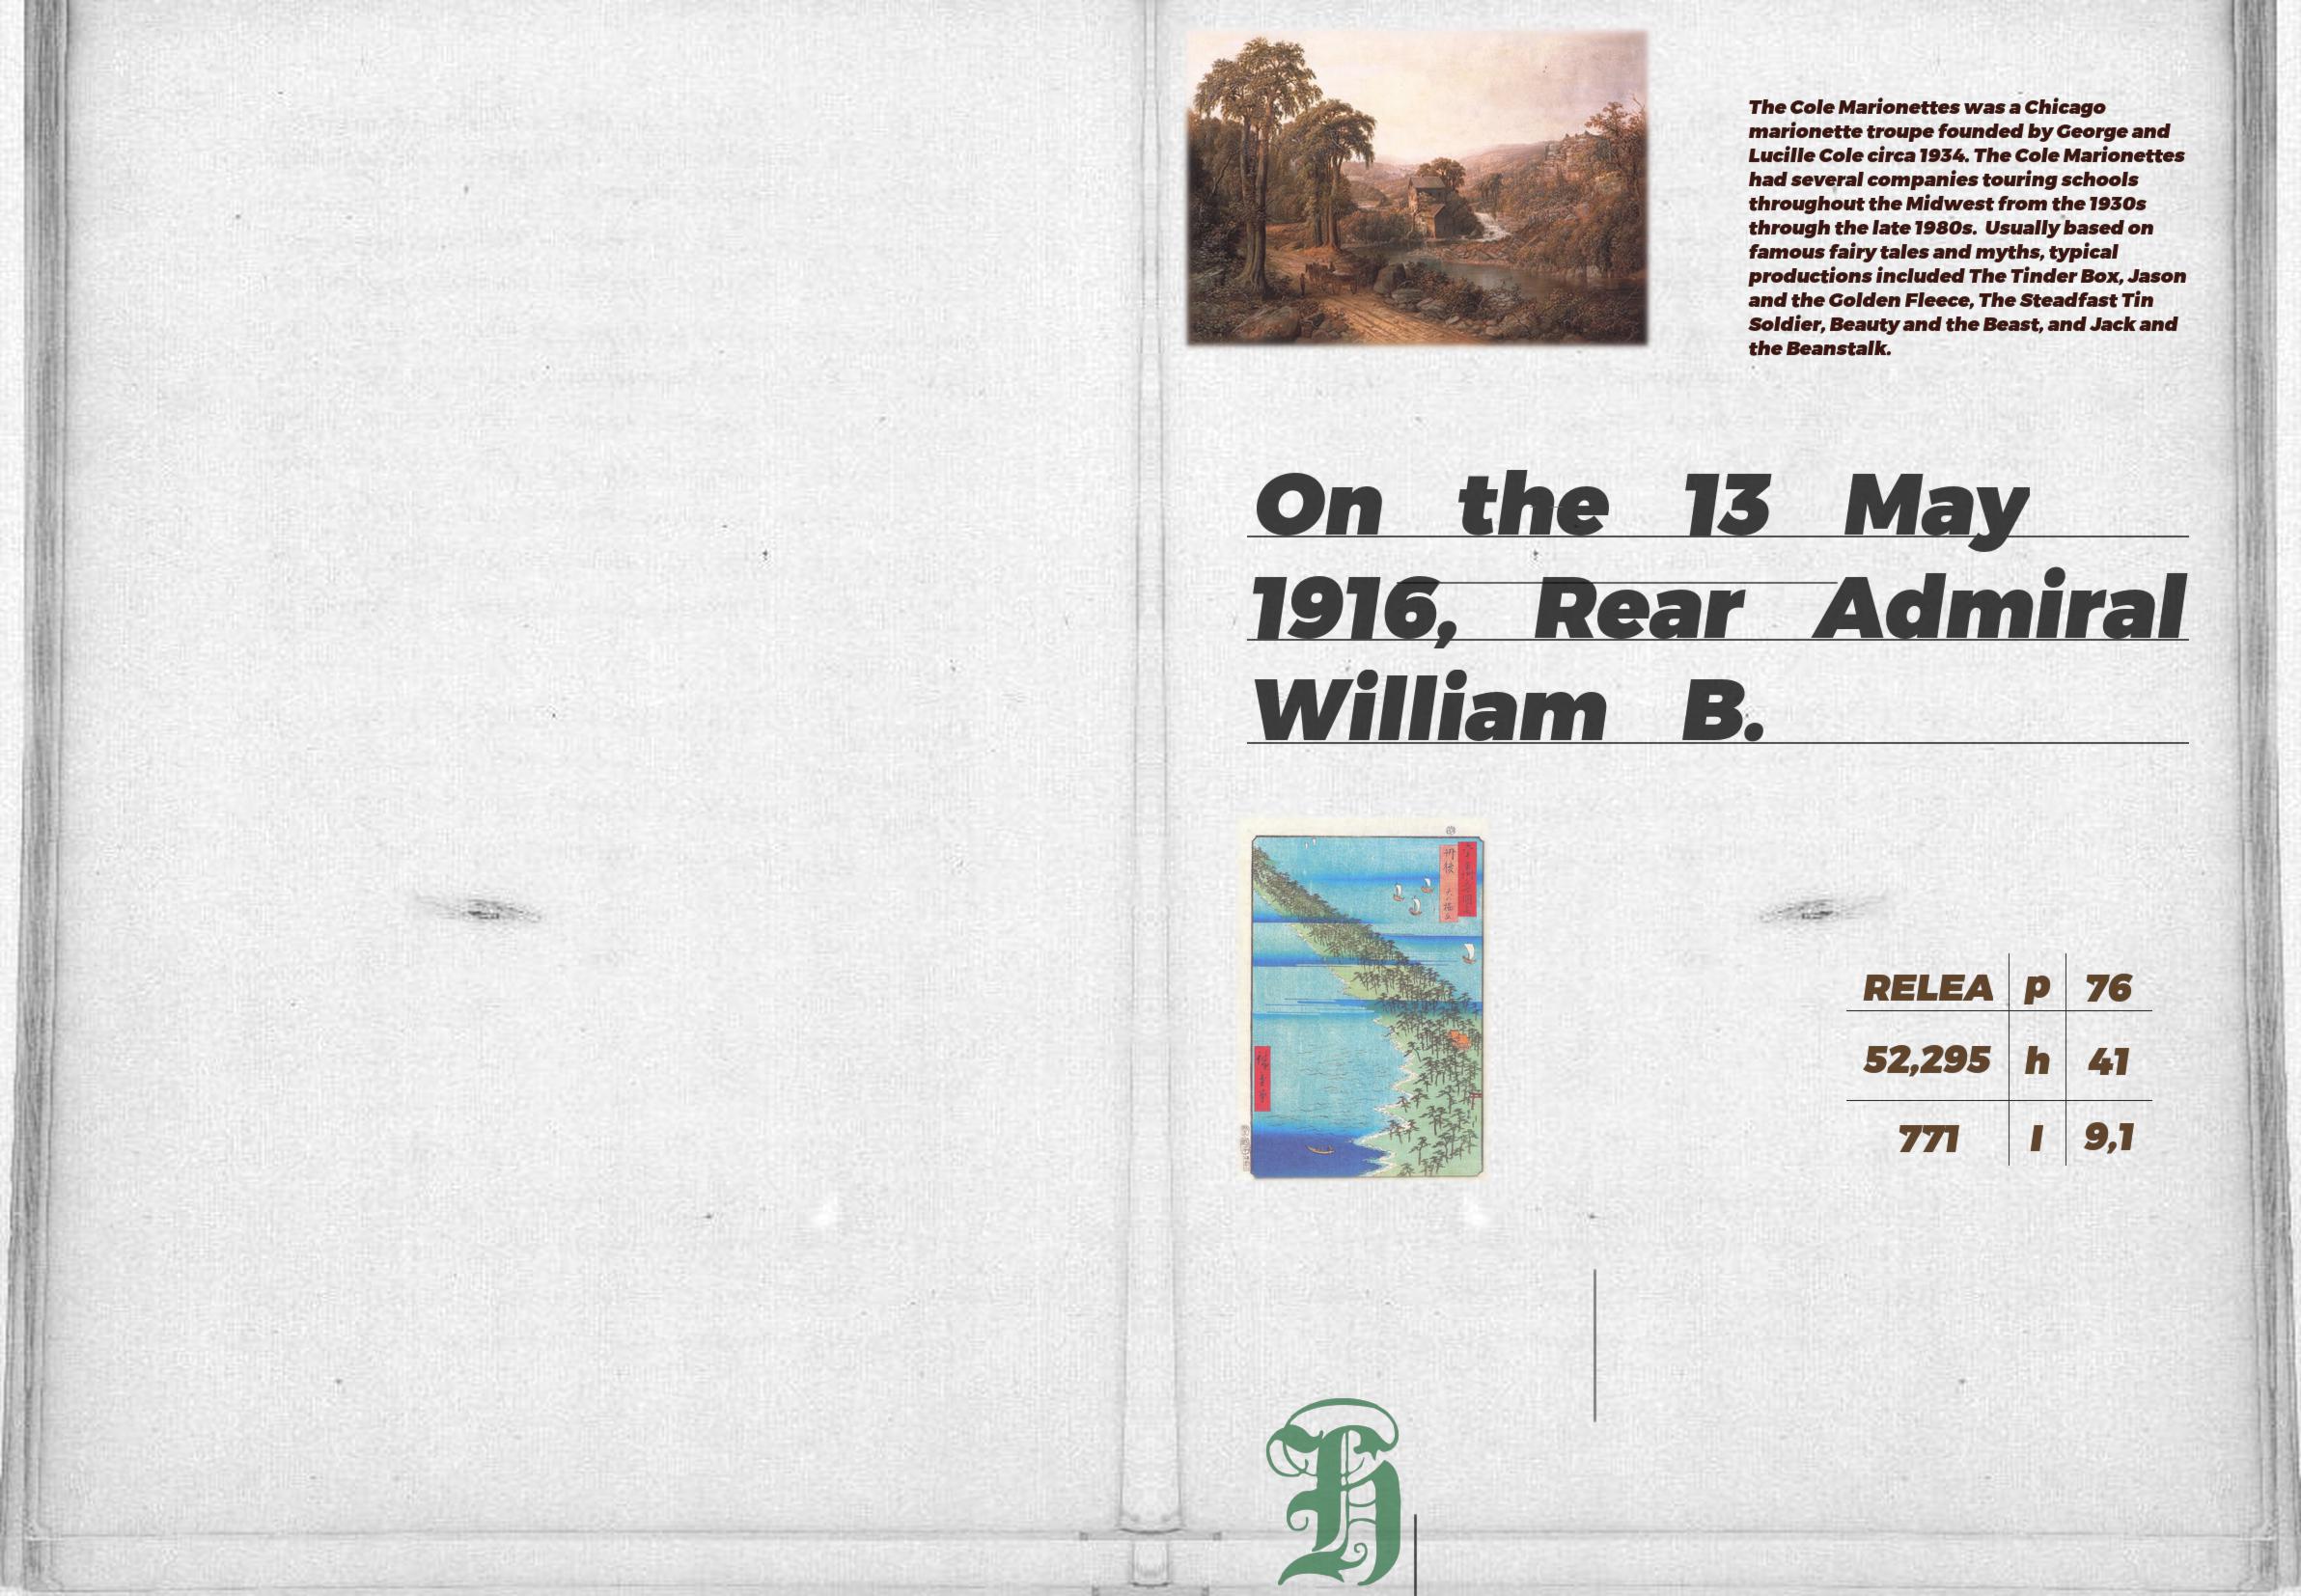 The Cole Marionettes was a Chicago
marionette troupe founded by George and
Lucille Cole circa 1934. The Cole Marionettes
had several companies touring schools
throughout the Midwest from the 1930s
through the late 1980s. Usually based on
famous fairy tales and myths, typical
productions included The Tinder Box, Jason
and the Golden Fleece, The Steadfast Tin
Soldier, Beauty and the Beast, and Jack and
the Beanstalk.
On the 13 May
1916, Rear Admiral
William B.
RELEA p 76
52,295 h 41
771 l 9,1
H